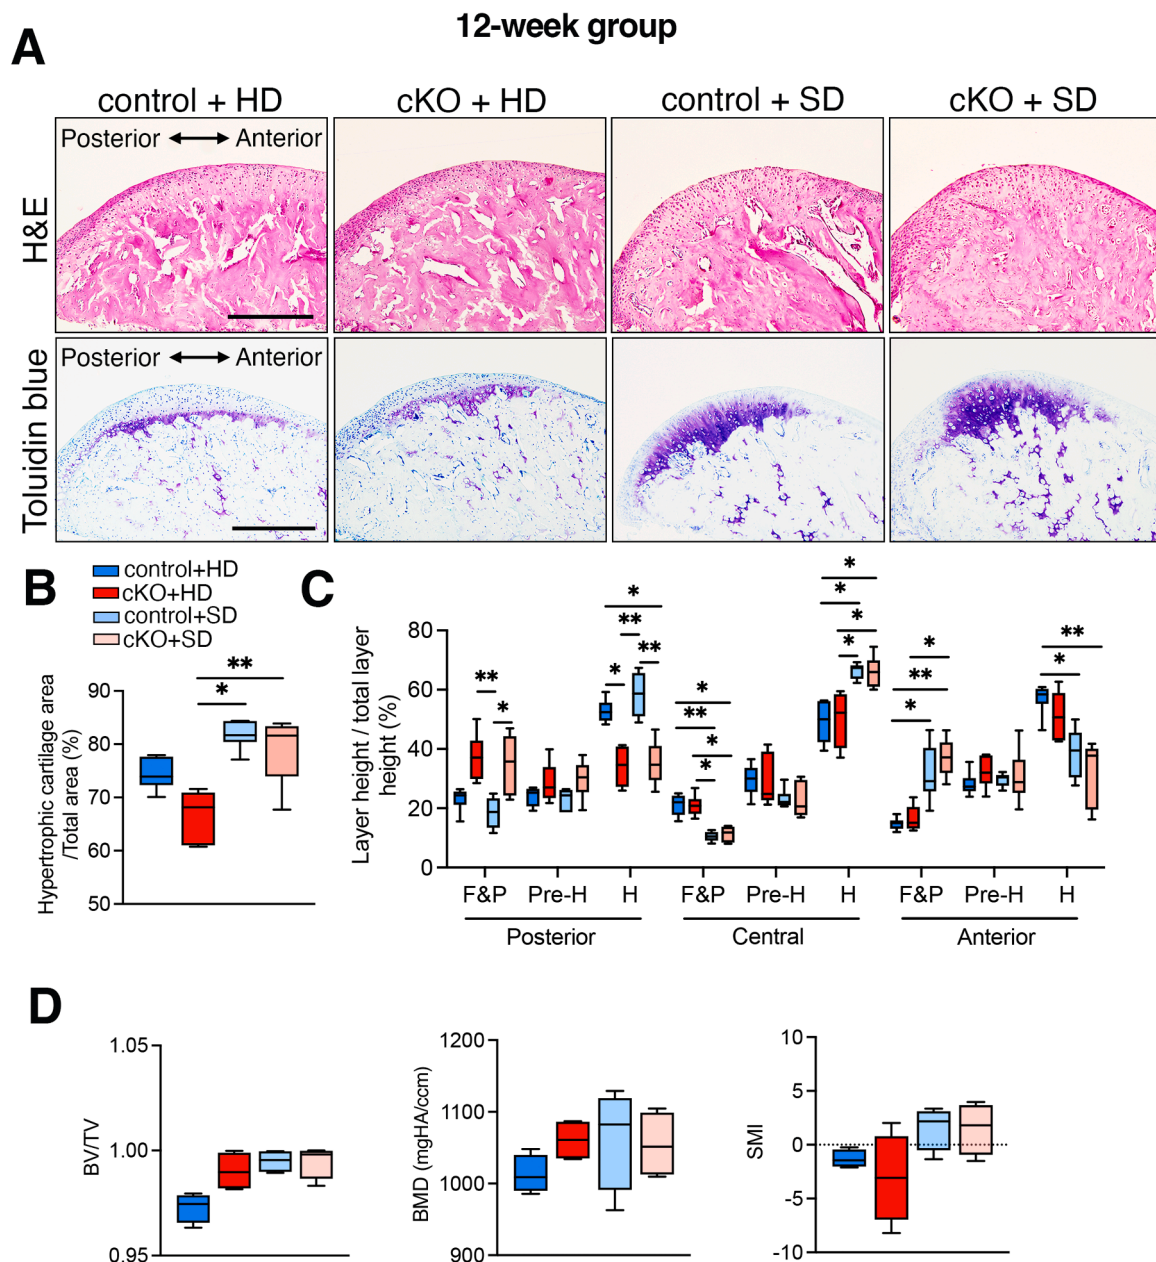 12-week group
A
control + HD cKO + HD control + SD cKO + SD
Posterior Anterior
H&E
Posterior Anterior
Toluidin blue
B
control+HD
cKO+HD
control+SD
cKO+SD
** 
*
90
80
70
60
50
Hypertrophic cartilage area
/Total area (%)
C
Layer height / total layer
height (%)
80
60
40
20
0
** * * ** * **
* ** * *
* * * *
* ** * ** *
F&P Pre-H H F&P Pre-H H F&P Pre-H H
Posterior Central Anterior
D
BV/TV
1.05
1.00
0.95
BMD (mgHA/ccm)
1200
1100
1000
900
SMI
10
5
0
-5
-10